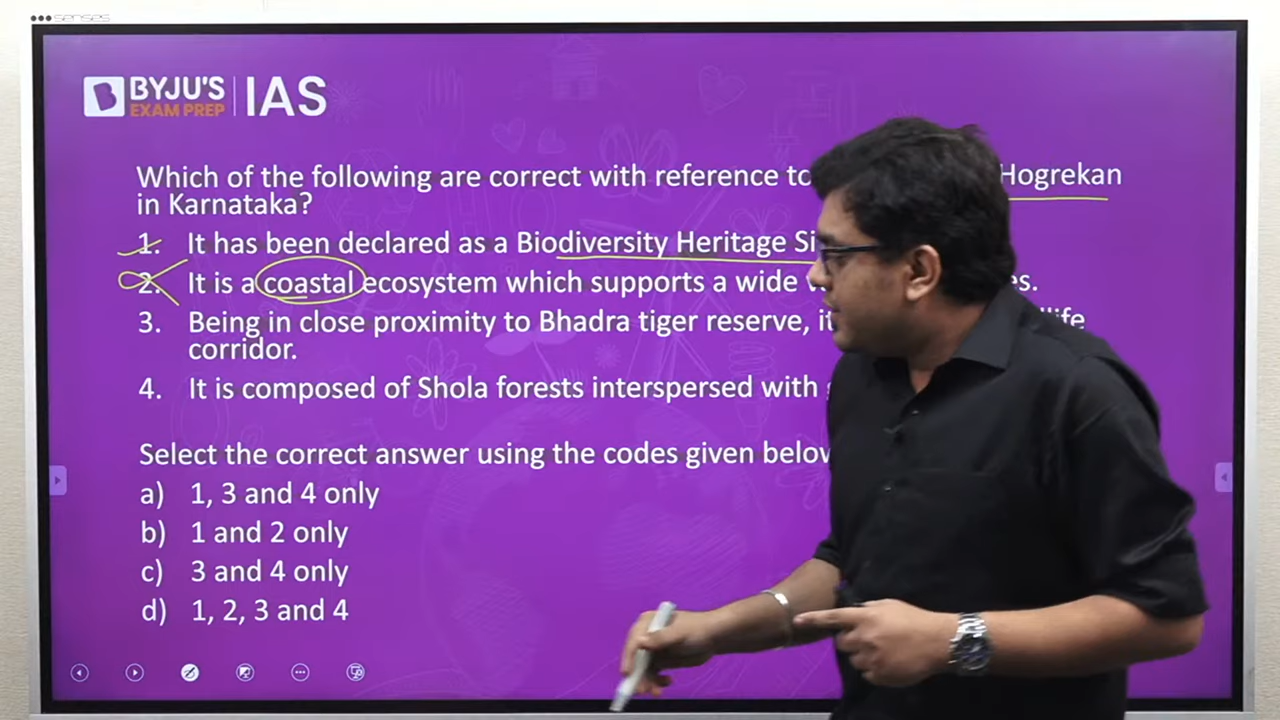 senses
BYJU'S
EXAM PREP
IAS
Which of the following are correct with reference to Hogrekan
in Karnataka?
1. It has been declared as a Biodiversity Heritage
2. It is a coastal ecosystem which supports a wide
3. Being in close proximity to Bhadra tiger reserve,
corridor.
4. It is composed of Shola forests interspersed with
Select the correct answer using the codes given
a) 1, 3 and 4 only
b) 1 and 2 only
c) 3 and 4 only
d) 1, 2, 3 and 4